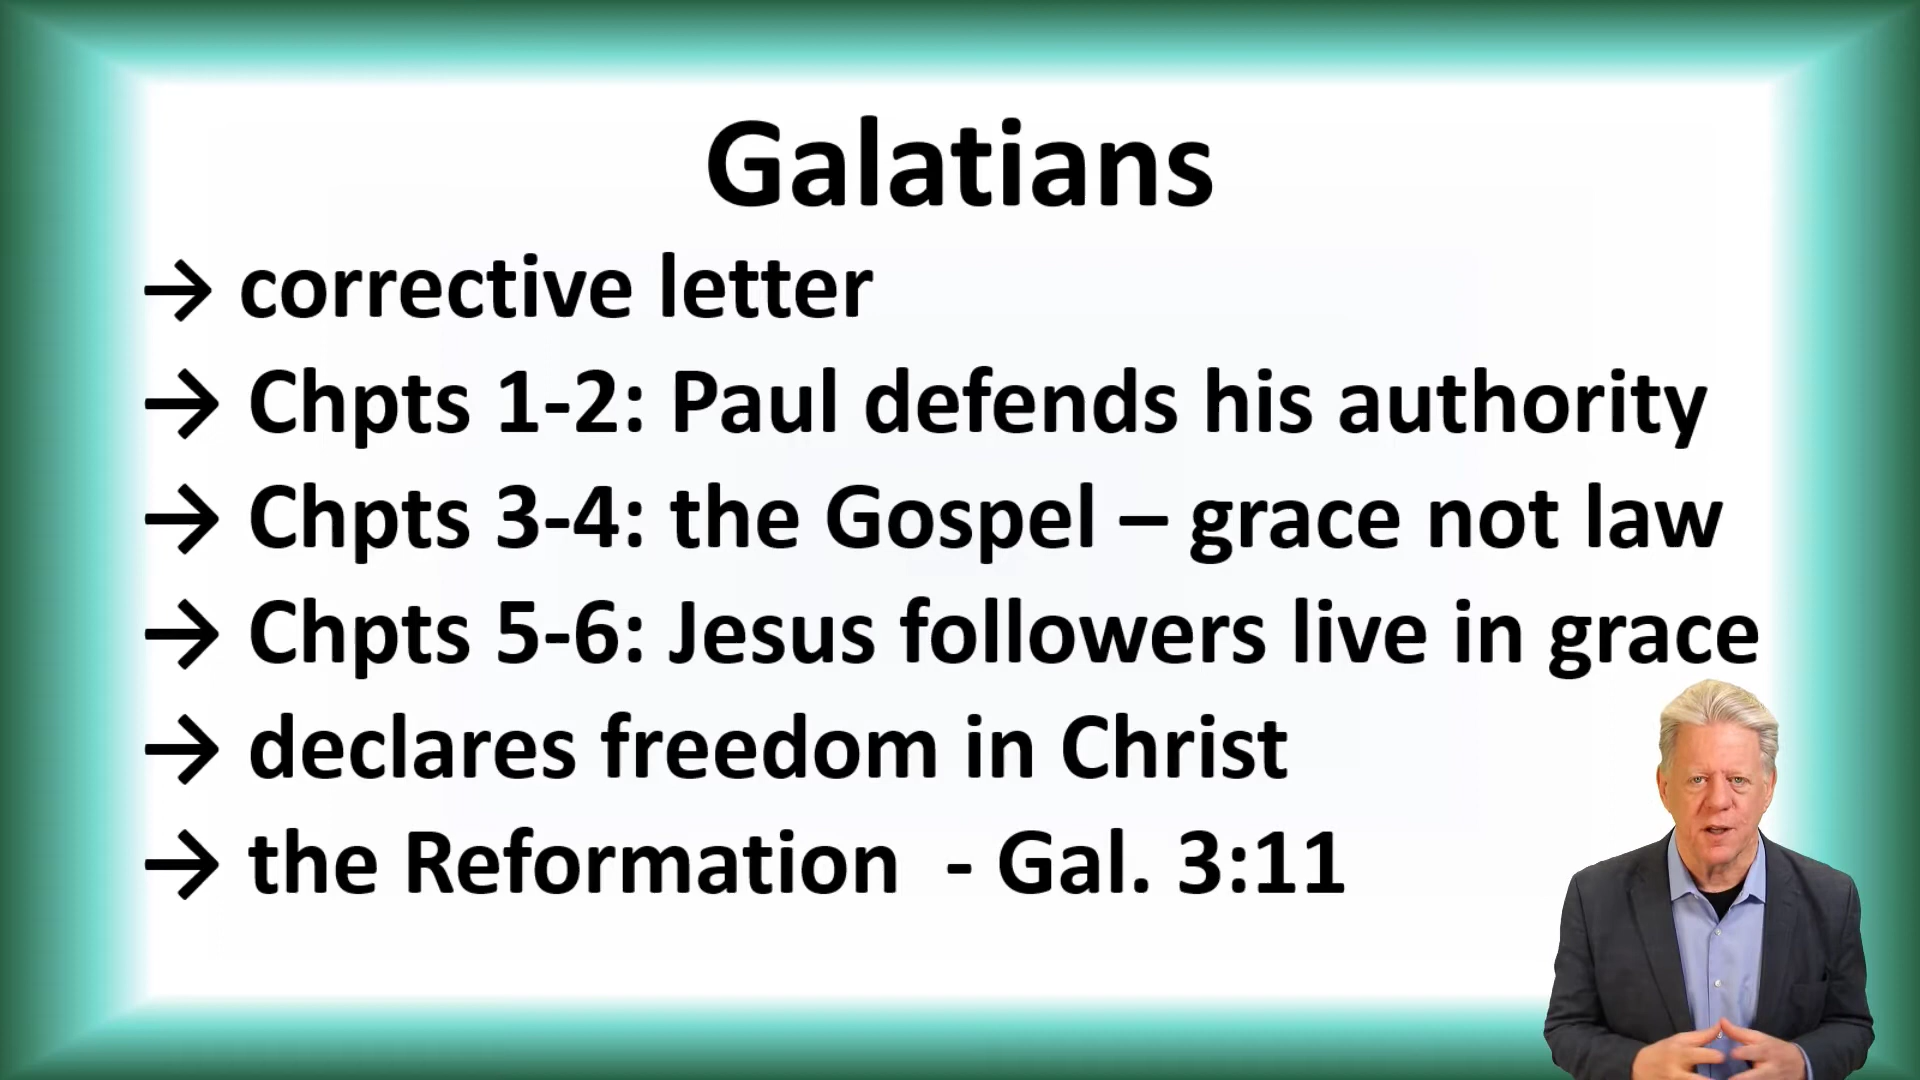 Galatians
→ corrective letter
→ Chpts 1-2: Paul defends his authority
→ Chpts 3-4: the Gospel – grace not law
→ Chpts 5-6: Jesus followers live in grace
→ declares freedom in Christ
→ the Reformation  - Gal. 3:11